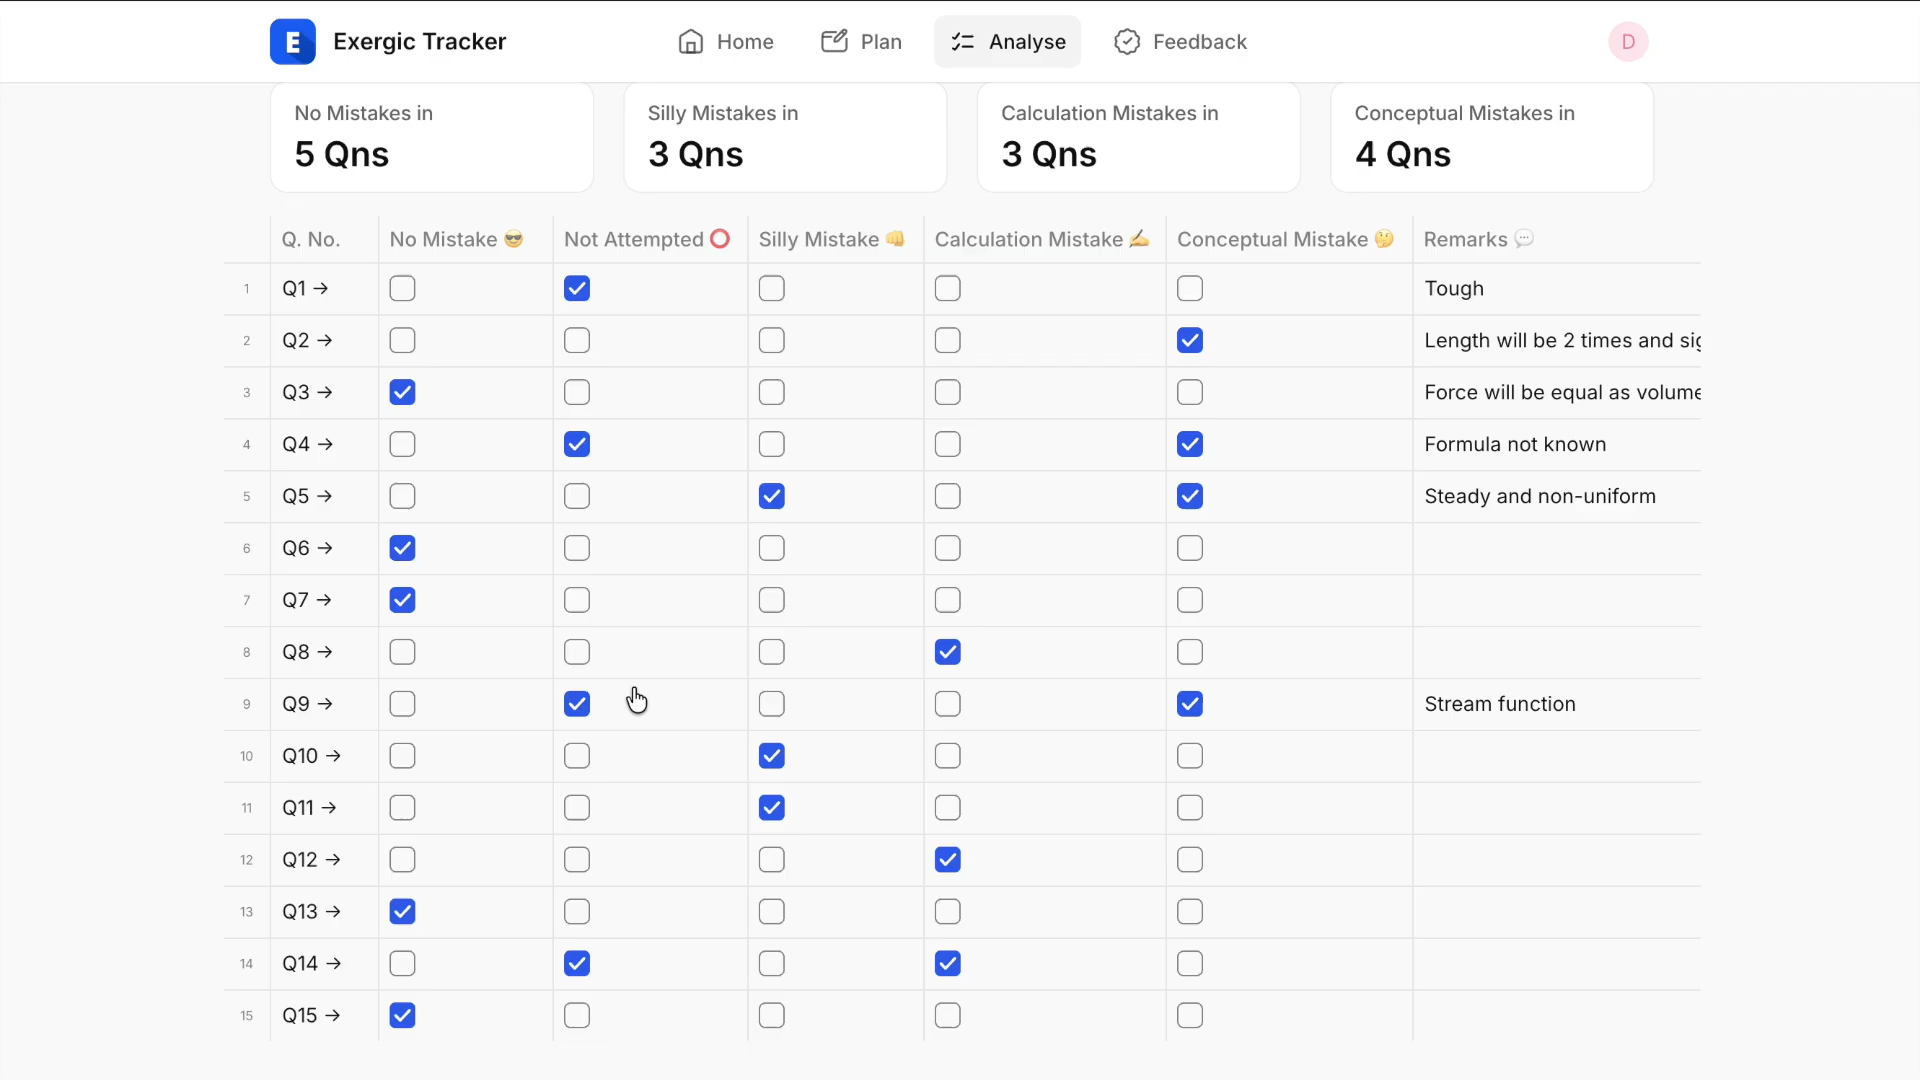 E Exergic Tracker Home Plan Analyse Feedback D
No Mistakes in Silly Mistakes in Calculation Mistakes in Conceptual Mistakes in
5 Qns 3 Qns 3 Qns 4 Qns
Q. No. No Mistake 😎 Not Attempted ⭕ Silly Mistake 👊 Calculation Mistake ✍️ Conceptual Mistake 🤔 Remarks 💬
1 Q1 → Tough
2 Q2 → Length will be 2 times and sig
3 Q3 → Force will be equal as volume
4 Q4 → Formula not known
5 Q5 → Steady and non-uniform
6 Q6 →
7 Q7 →
8 Q8 →
9 Q9 → Stream function
10 Q10 →
11 Q11 →
12 Q12 →
13 Q13 →
14 Q14 →
15 Q15 →